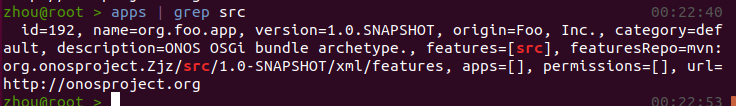 zhou@root > apps | grep src 00:22:40
id=192, name=org.foo.app, version=1.0.SNAPSHOT, origin=Foo, Inc., category=def
ault, description=ONOS OSGi bundle archetype., features=[src], featuresRepo=mvn:
org.onosproject.Zjz/src/1.0-SNAPSHOT/xml/features, apps=[], permissions=[], url=
http://onosproject.org
zhou@root > 00:22:53